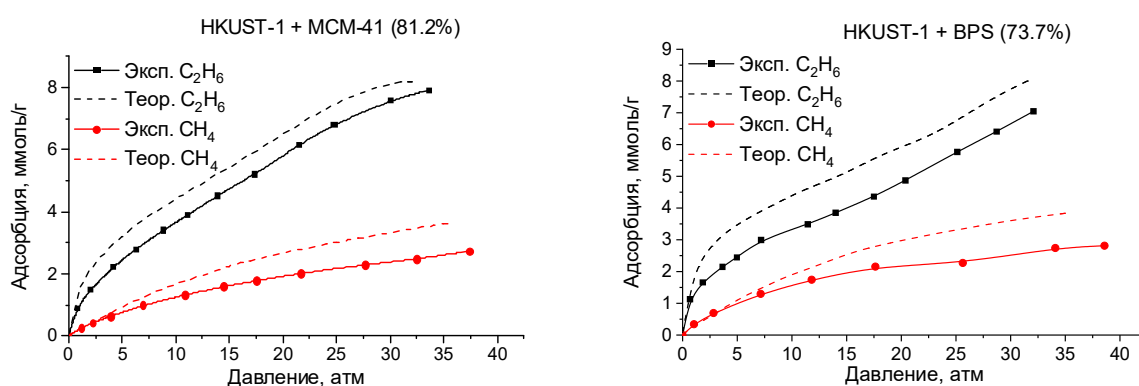 HKUST-1 + MCM-41 (81.2%)
Адсорбция, ммоль/г
8
6
4
2
0
Эксп. C₂H₆
Теор. C₂H₆
Эксп. CH₄
Теор. CH₄
0 5 10 15 20 25 30 35 40
Давление, атм
HKUST-1 + BPS (73.7%)
Адсорбция, ммоль/г
9
8
7
6
5
4
3
2
1
0
Эксп. C₂H₆
Теор. C₂H₆
Эксп. CH₄
Теор. CH₄
0 5 10 15 20 25 30 35 40
Давление, атм